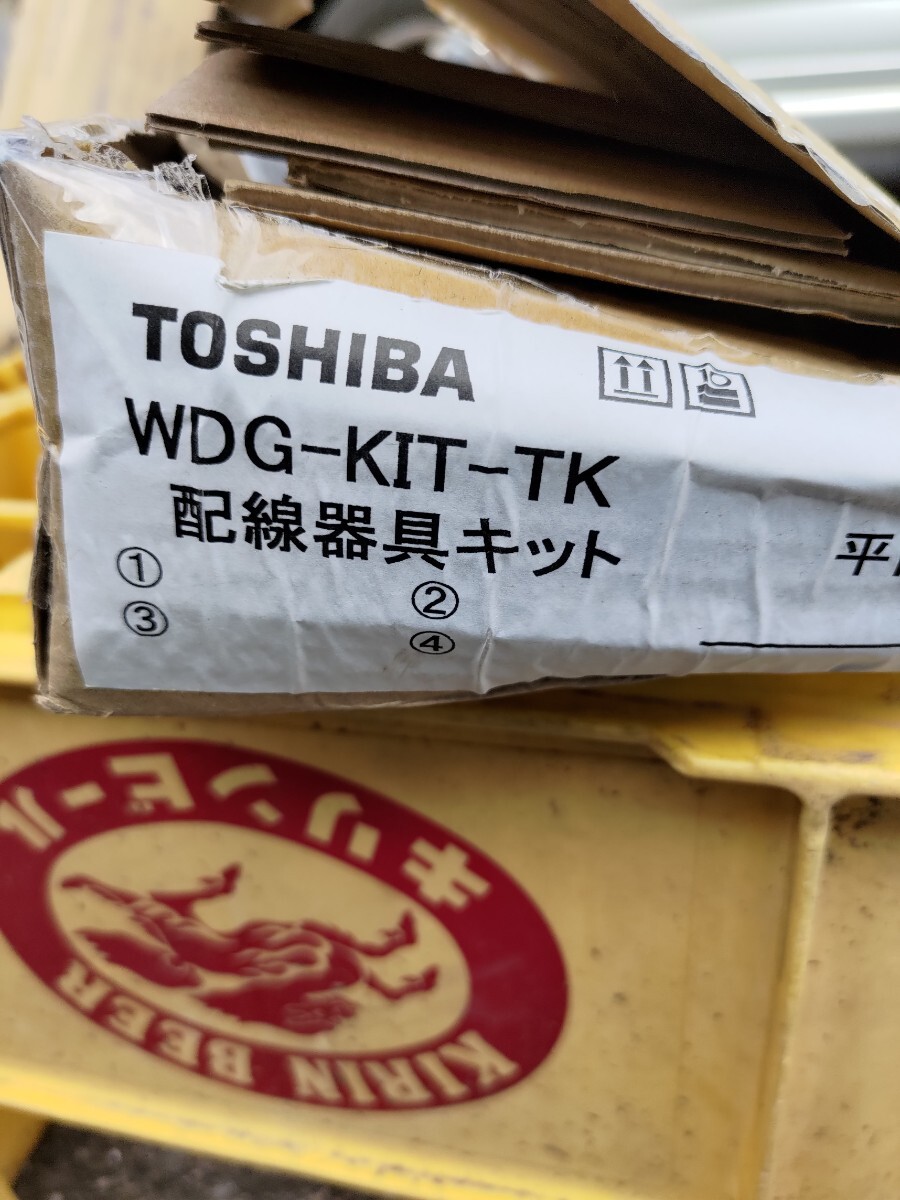 TOSHIBA
WDG-KIT-TK
配線器具キット
平
① ②
③ ④
キリンビール
KIRIN BEER